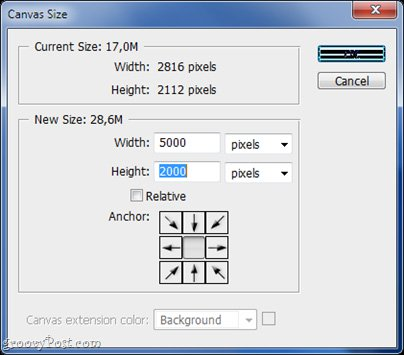 Canvas Size
Current Size: 17,0M
Width: 2816 pixels
Height: 2112 pixels
Cancel
New Size: 28,6M
Width: 5000 pixels
Height: 2000 pixels
Relative
Anchor:
Canvas extension color: Background
groovyPost.com